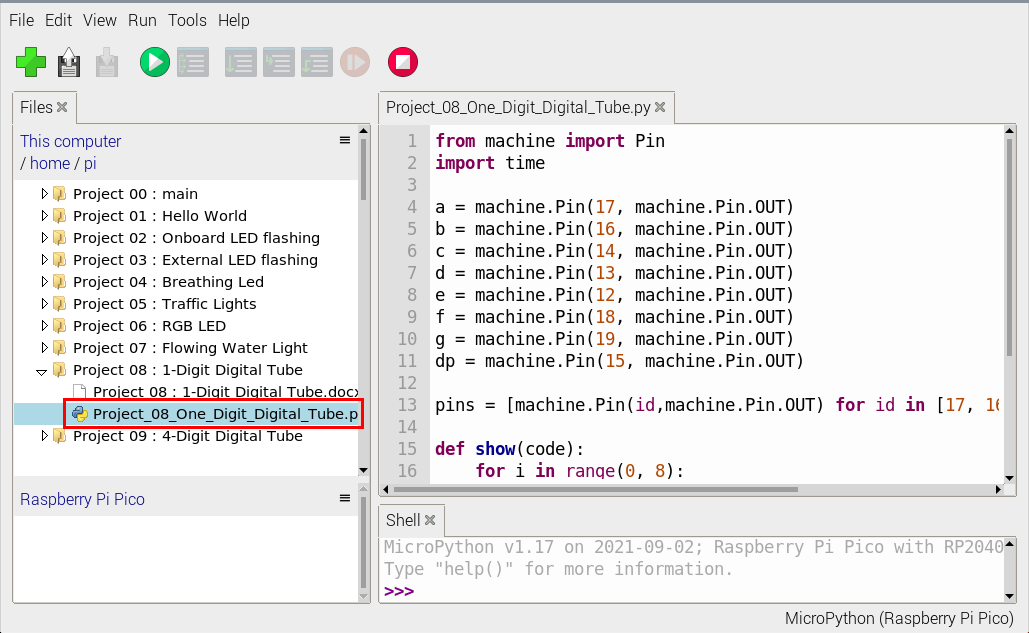 File Edit View Run Tools Help
Files
This computer
/ home / pi
Project 00 : main
Project 01 : Hello World
Project 02 : Onboard LED flashing
Project 03 : External LED flashing
Project 04 : Breathing Led
Project 05 : Traffic Lights
Project 06 : RGB LED
Project 07 : Flowing Water Light
Project 08 : 1-Digit Digital Tube
Project 08 : 1-Digit Digital Tube.docx
Project_08_One_Digit_Digital_Tube.p
Project 09 : 4-Digit Digital Tube
Raspberry Pi Pico
Project_08_One_Digit_Digital_Tube.py
1 from machine import Pin
2 import time
3
4 a = machine.Pin(17, machine.Pin.OUT)
5 b = machine.Pin(16, machine.Pin.OUT)
6 c = machine.Pin(14, machine.Pin.OUT)
7 d = machine.Pin(13, machine.Pin.OUT)
8 e = machine.Pin(12, machine.Pin.OUT)
9 f = machine.Pin(18, machine.Pin.OUT)
10 g = machine.Pin(19, machine.Pin.OUT)
11 dp = machine.Pin(15, machine.Pin.OUT)
12
13 pins = [machine.Pin(id,machine.Pin.OUT) for id in [17, 16
14
15 def show(code):
16 for i in range(0, 8):
Shell
MicroPython v1.17 on 2021-09-02; Raspberry Pi Pico with RP2040
Type "help()" for more information.
>>>
MicroPython (Raspberry Pi Pico)